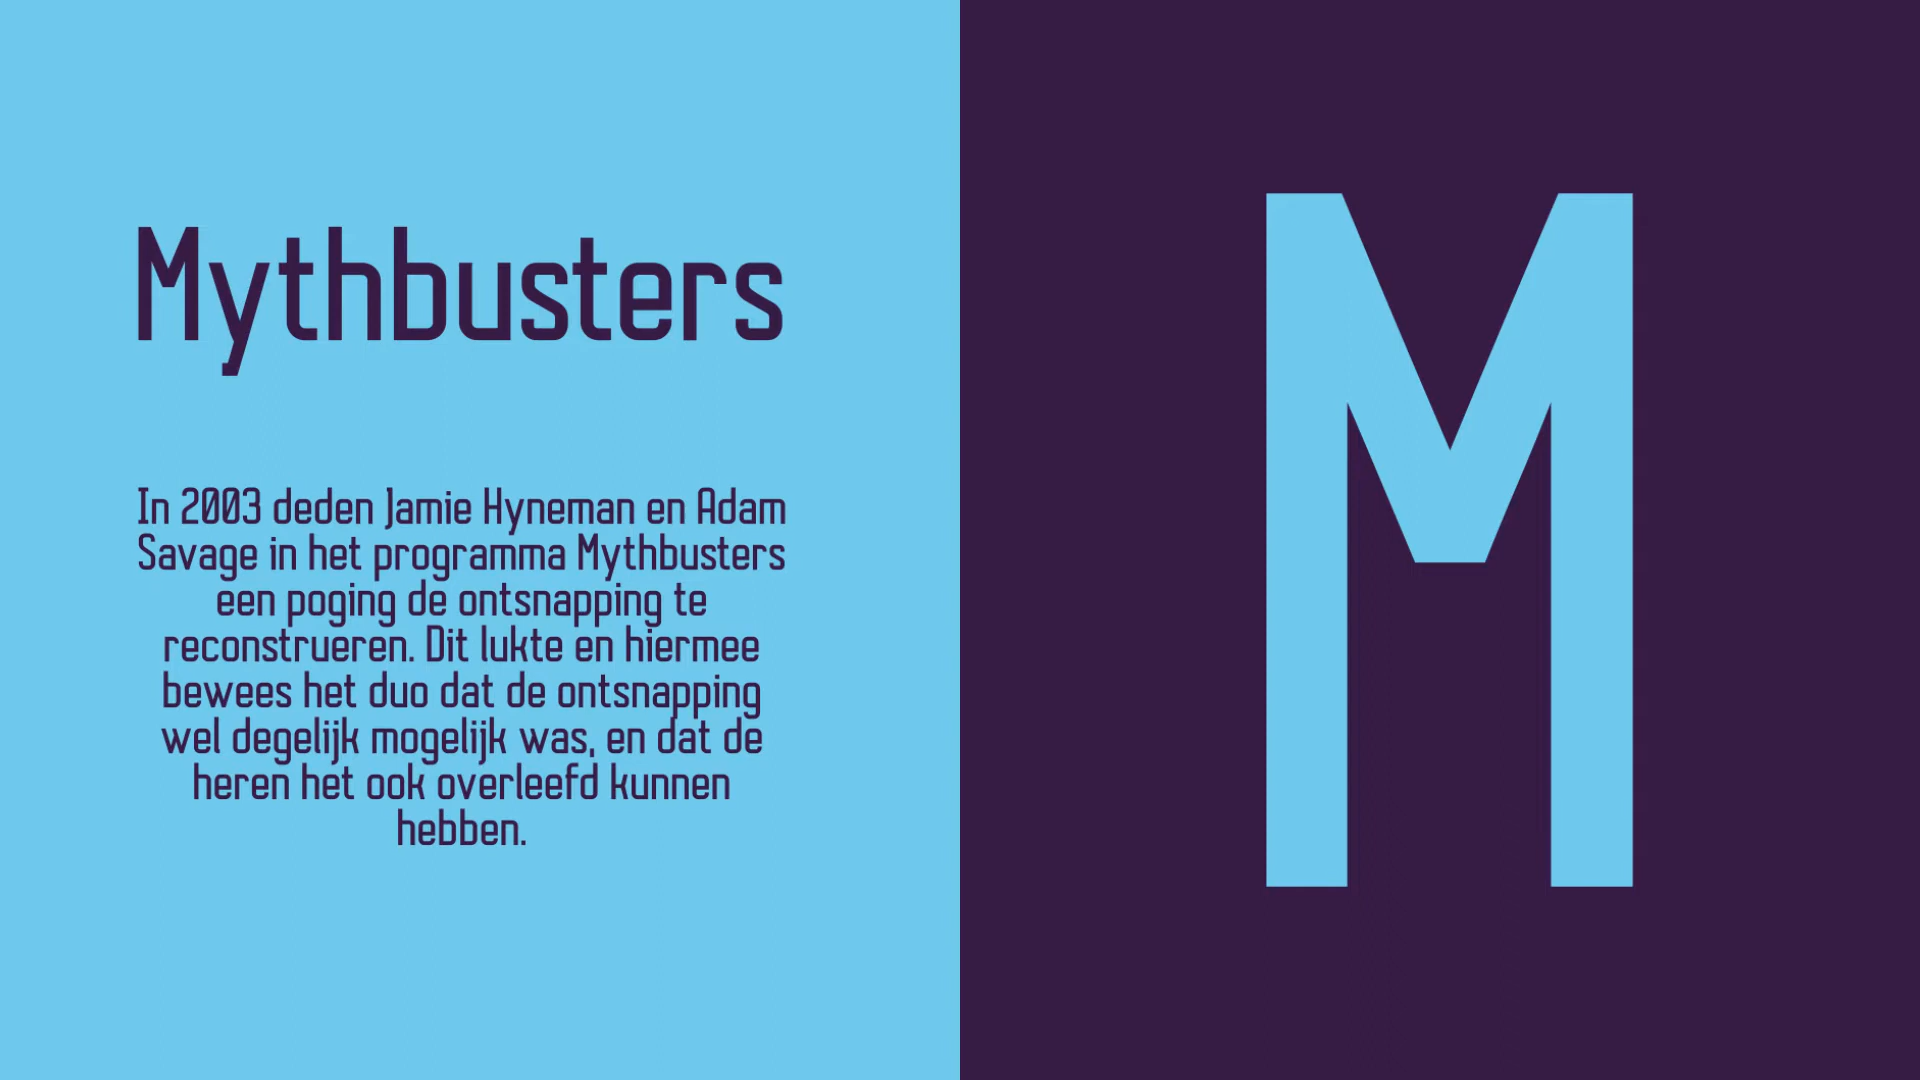 Mythbusters
In 2003 deden Jamie Hyneman en Adam
Savage in het programma Mythbusters
een poging de ontsnapping te
reconstrueren. Dit lukte en hiermee
bewees het duo dat de ontsnapping
wel degelijk mogelijk was, en dat de
heren het ook overleefd kunnen
hebben.
M